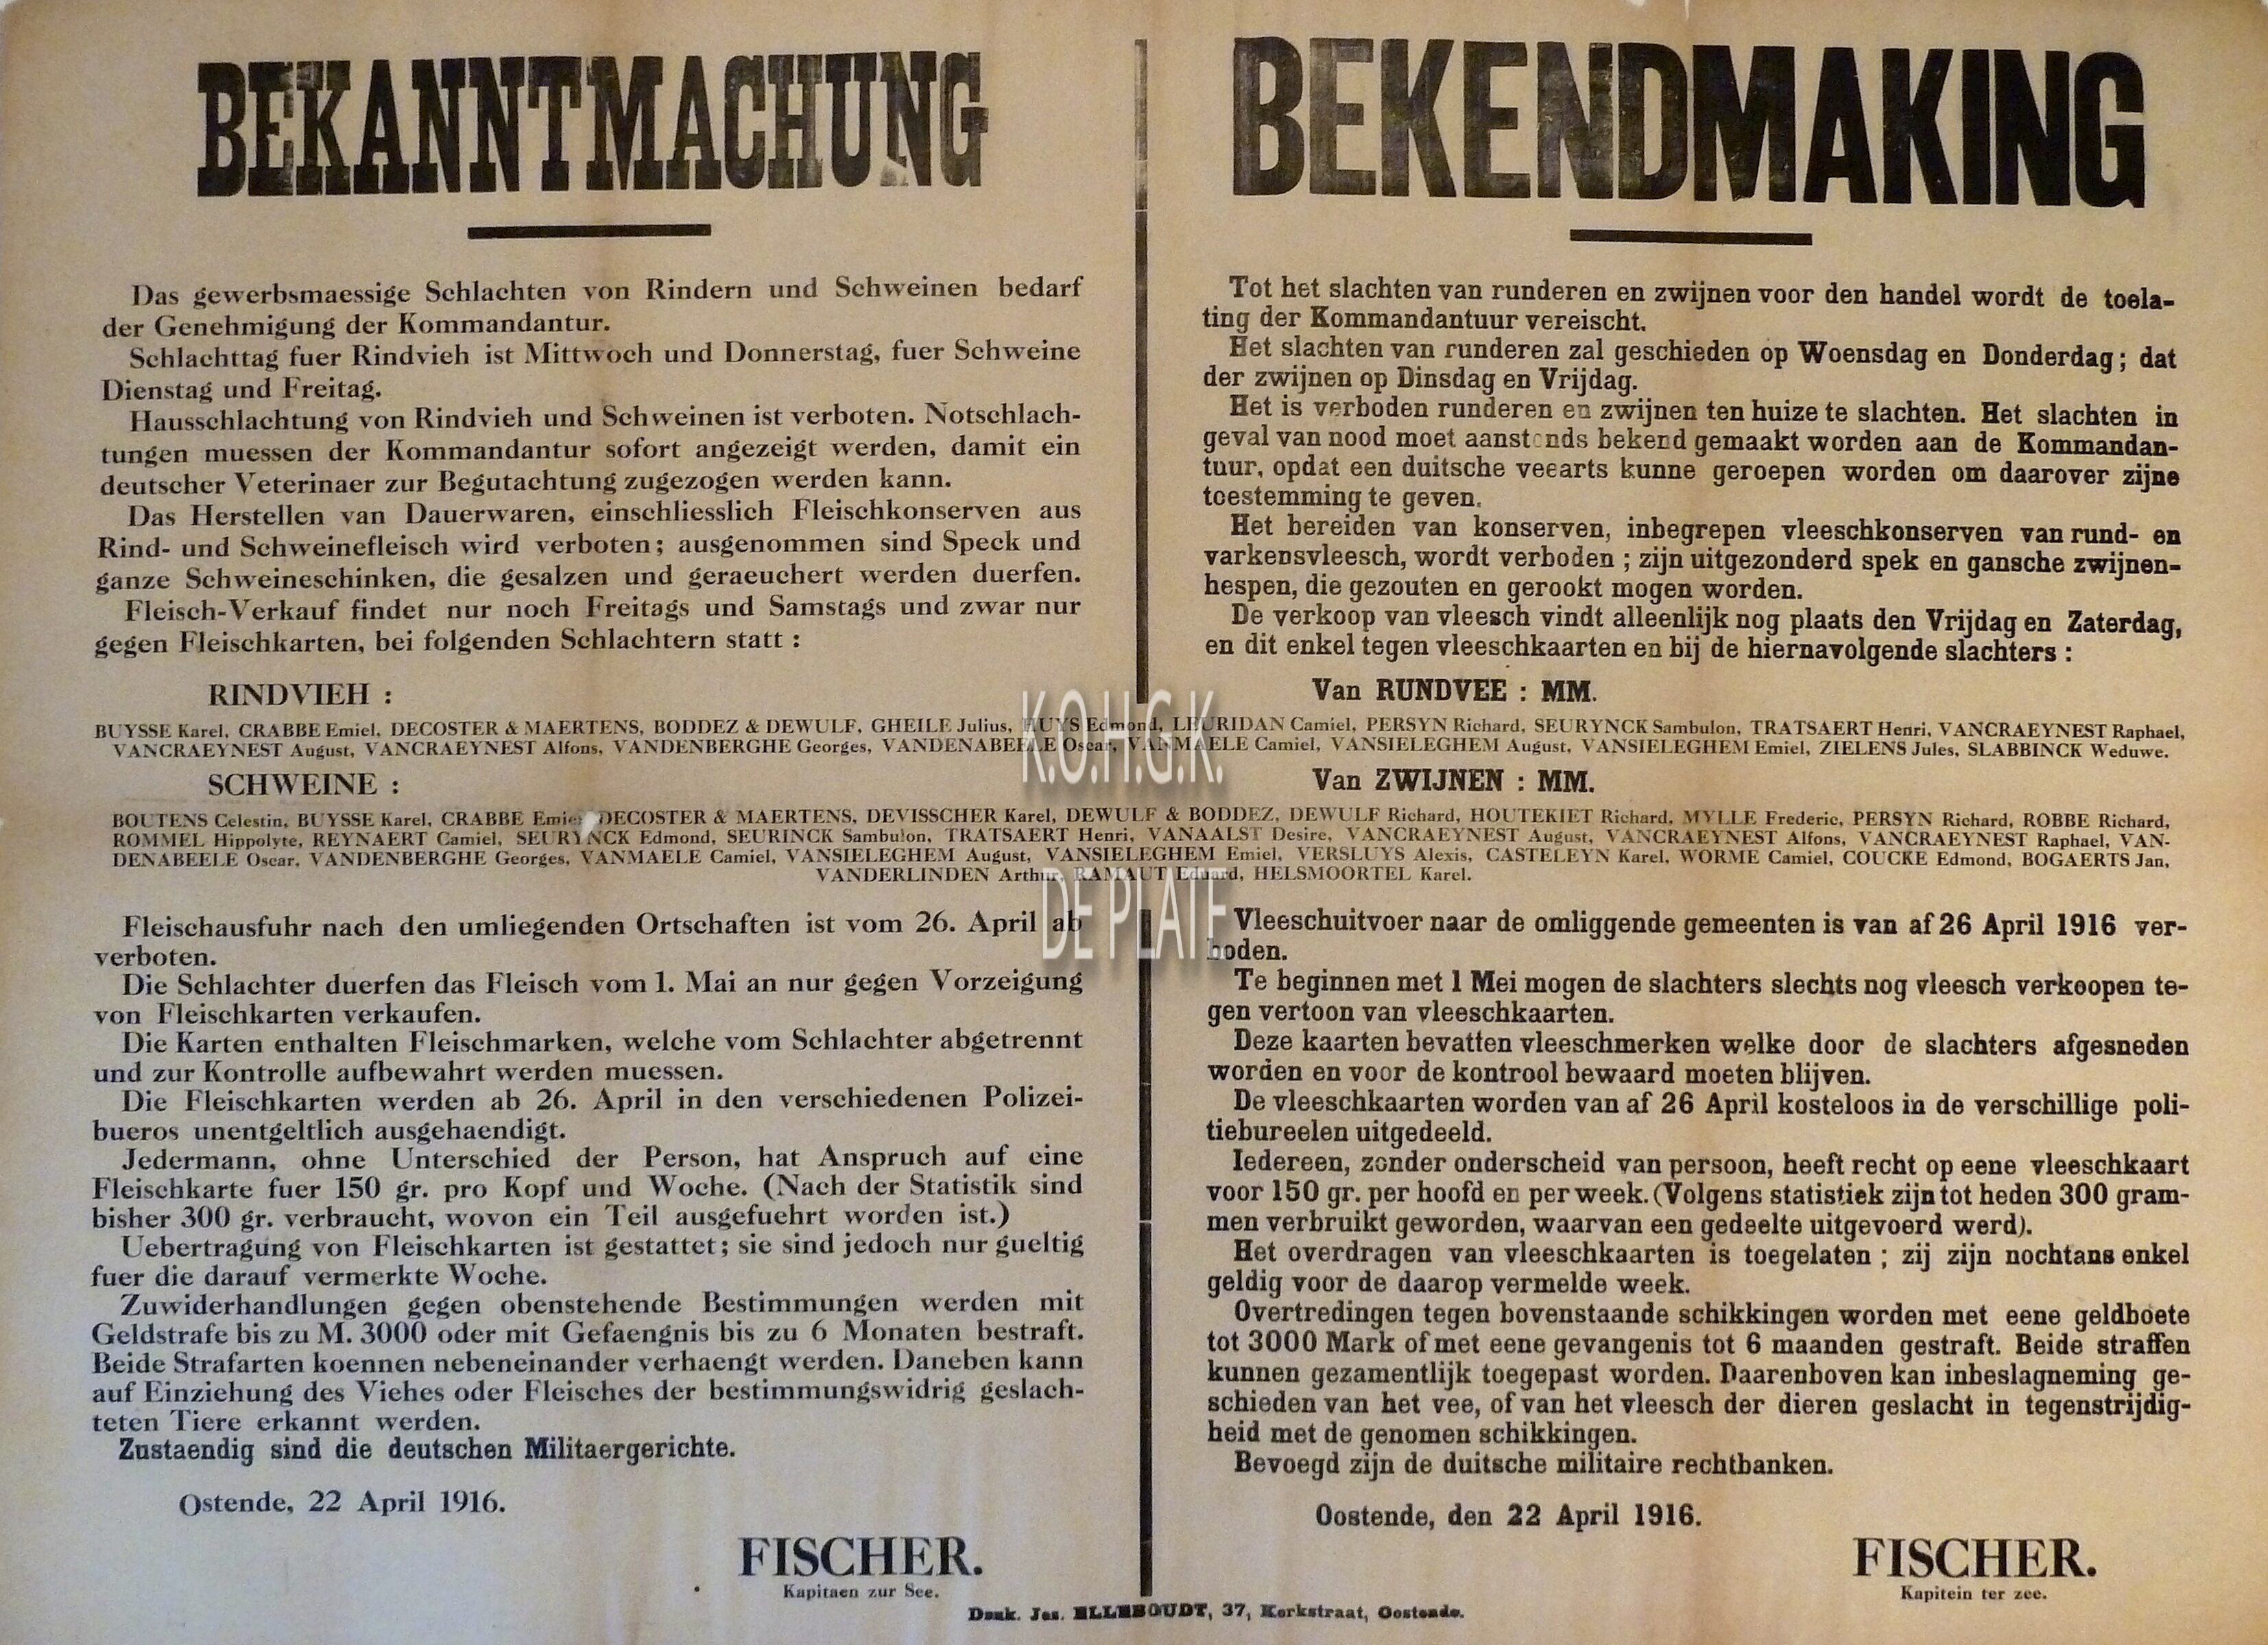 BEKANNTMACHUNG
Das gewerbsmaessige Schlachten von Rindern und Schweinen bedarf
der Genehmigung der Kommandantur.
Schlachttag fuer Rindvieh ist Mittwoch und Donnerstag, fuer Schweine
Dienstag und Freitag.
Hausschlachtung von Rindvieh und Schweinen ist verboten. Notschlach-
tungen muessen der Kommandantur sofort angezeigt werden, damit ein
deutscher Veterinaer zur Begutachtung zugezogen werden kann.
Das Herstellen van Dauerwaren, einschliesslich Fleischkonserven aus
Rind- und Schweinefleisch wird verboten; ausgenommen sind Speck und
ganze Schweineschinken, die gesalzen und geraeuchert werden duerfen.
Fleisch-Verkauf findet nur noch Freitags und Samstags und zwar nur
gegen Fleischkarten, bei folgenden Schlachtern statt :
BEKENDMAKING
Tot het slachten van runderen en zwijnen voor den handel wordt de toela-
ting der Kommandantuur vereischt.
Het slachten van runderen zal geschieden op Woensdag en Donderdag; dat
der zwijnen op Dinsdag en Vrijdag.
Het is verboden runderen en zwijnen ten huize te slachten. Het slachten in
geval van nood moet aanstonds bekend gemaakt worden aan de Kommandan-
tuur, opdat een duitsche veearts kunne geroepen worden om daarover zijne
toestemming te geven.
Het bereiden van konserven, inbegrepen vleeschkonserven van rund- en
varkensvleesch, wordt verboden ; zijn uitgezonderd spek en gansche zwijnen-
hespen, die gezouten en gerookt mogen worden.
De verkoop van vleesch vindt alleenlijk nog plaats den Vrijdag en Zaterdag,
en dit enkel tegen vleeschkaarten en bij de hiernavolgende slachters :
RINDVIEH :
Van RUNDVEE : MM.
BUYSSE Karel, CRABBE Emiel, DECOSTER & MAERTENS, BODDEZ & DEWULF, GHEILE Julius, HUYS Edmond, LEURIDAN Camiel, PERSYN Richard, SEURYNCK Sambulon, TRATSAERT Henri, VANCRAEYNEST Raphael,
VANCRAEYNEST August, VANCRAEYNEST Alfons, VANDENBERGHE Georges, VANDENABEELE Oscar, VANMAELE Camiel, VANSIELEGHEM August, VANSIELEGHEM Emiel, ZIELENS Jules, SLABBINCK Weduwe.
SCHWEINE :
Van ZWIJNEN : MM.
BOUTENS Celestin, BUYSSE Karel, CRABBE Emiel DECOSTER & MAERTENS, DEVISSCHER Karel, DEWULF & BODDEZ, DEWULF Richard, HOUTEKIET Richard, MYLLE Frederic, PERSYN Richard, ROBBE Richard,
ROMMEL Hippolyte, REYNAERT Camiel, SEURYNCK Edmond, SEURINCK Sambulon, TRATSAERT Henri, VANAALST Desire, VANCRAEYNEST August, VANCRAEYNEST Alfons, VANCRAEYNEST Raphael, VAN-
DENABEELE Oscar, VANDENBERGHE Georges, VANMAELE Camiel, VANSIELEGHEM August, VANSIELEGHEM Emiel, VERSLUYS Alexis, CASTELEYN Karel, WORME Camiel, COUCKE Edmond, BOGAERTS Jan,
VANDERLINDEN Arthur, RAMAUT Eduard, HELSMOORTEL Karel.
K.O.H.G.K.
DE PLATE
Fleischausfuhr nach den umliegenden Ortschaften ist vom 26. April ab
verboten.
Die Schlachter duerfen das Fleisch vom 1. Mai an nur gegen Vorzeigung
von Fleischkarten verkaufen.
Die Karten enthalten Fleischmarken, welche vom Schlachter abgetrennt
und zur Kontrolle aufbewahrt werden muessen.
Die Fleischkarten werden ab 26. April in den verschiedenen Polizei-
bueros unentgeltlich ausgehaendigt.
Jedermann, ohne Unterschied der Person, hat Anspruch auf eine
Fleischkarte fuer 150 gr. pro Kopf und Woche. (Nach der Statistik sind
bisher 300 gr. verbraucht, wovon ein Teil ausgefuehrt worden ist.)
Uebertragung von Fleischkarten ist gestattet; sie sind jedoch nur gueltig
fuer die darauf vermerkte Woche.
Zuwiderhandlungen gegen obenstehende Bestimmungen werden mit
Geldstrafe bis zu M. 3000 oder mit Gefaengnis bis zu 6 Monaten bestraft.
Beide Strafarten koennen nebeneinander verhaengt werden. Daneben kann
auf Einziehung des Viehes oder Fleisches der bestimmungswidrig geslach-
teten Tiere erkannt werden.
Zustaendig sind die deutschen Militaergerichte.
Ostende, 22 April 1916.
FISCHER.
Kapitaen zur See.
Vleeschuitvoer naar de omliggende gemeenten is van af 26 April 1916 ver-
boden.
Te beginnen met 1 Mei mogen de slachters slechts nog vleesch verkoopen te-
gen vertoon van vleeschkaarten.
Deze kaarten bevatten vleeschmerken welke door de slachters afgesneden
worden en voor de kontrool bewaard moeten blijven.
De vleeschkaarten worden van af 26 April kosteloos in de verschillige poli-
tiebureelen uitgedeeld.
Iedereen, zonder onderscheid van persoon, heeft recht op eene vleeschkaart
voor 150 gr. per hoofd en per week. (Volgens statistiek zijn tot heden 300 gram-
men verbruikt geworden, waarvan een gedeelte uitgevoerd werd).
Het overdragen van vleeschkaarten is toegelaten ; zij zijn nochtans enkel
geldig voor de daarop vermelde week.
Overtredingen tegen bovenstaande schikkingen worden met eene geldboete
tot 3000 Mark of met eene gevangenis tot 6 maanden gestraft. Beide straffen
kunnen gezamentlijk toegepast worden. Daarenboven kan inbeslagneming ge-
schieden van het vee, of van het vleesch der dieren geslacht in tegenstrijdig-
heid met de genomen schikkingen.
Bevoegd zijn de duitsche militaire rechtbanken.
Oostende, den 22 April 1916.
FISCHER.
Kapitein ter zee.
Druk. Jos. ELLEBOUDT, 37, Kerkstraat, Oostende.